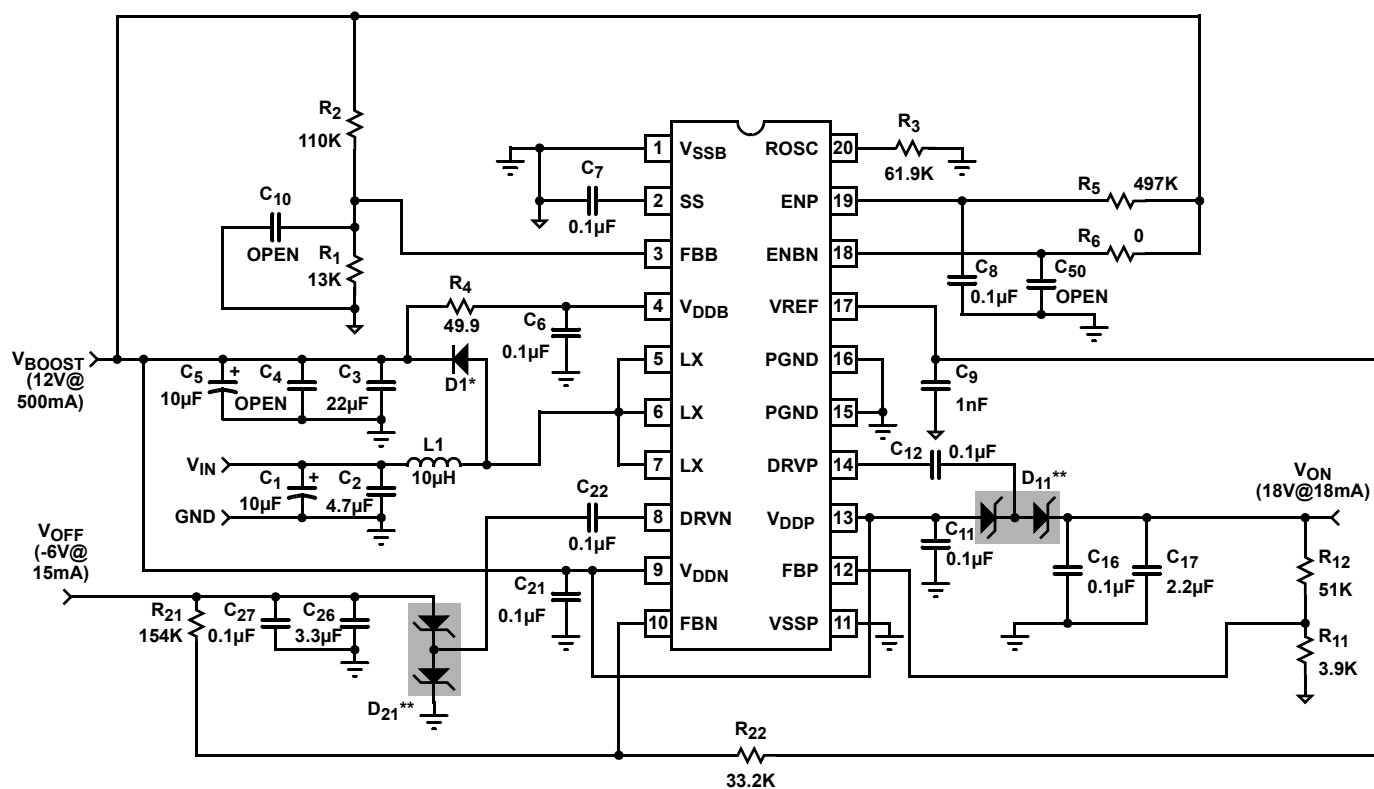 R2
110K
C10
OPEN
R1
13K
C7
0.1µF
R4
49.9
C6
0.1µF
VBOOST
(12V@
500mA)
C5
+
10µF
C4
OPEN
C3
22µF
D1*
VIN
GND
C1
+
10µF
C2
4.7µF
L1
10µH
C22
0.1µF
C21
0.1µF
VOFF
(-6V@
15mA)
R21
154K
C27
0.1µF
C26
3.3µF
D21**
1 VSSB
2 SS
3 FBB
4 VDDB
5 LX
6 LX
7 LX
8 DRVN
9 VDDN
10 FBN
ROSC 20
ENP 19
ENBN 18
VREF 17
PGND 16
PGND 15
DRVP 14
VDDP 13
FBP 12
VSSP 11
R3
61.9K
R5 497K
R6 0
C8
0.1µF
C50
OPEN
C9
1nF
C12 0.1µF
D11**
C11
0.1µF
VON
(18V@18mA)
C16
0.1µF
C17
2.2µF
R12
51K
R11
3.9K
R22
33.2K